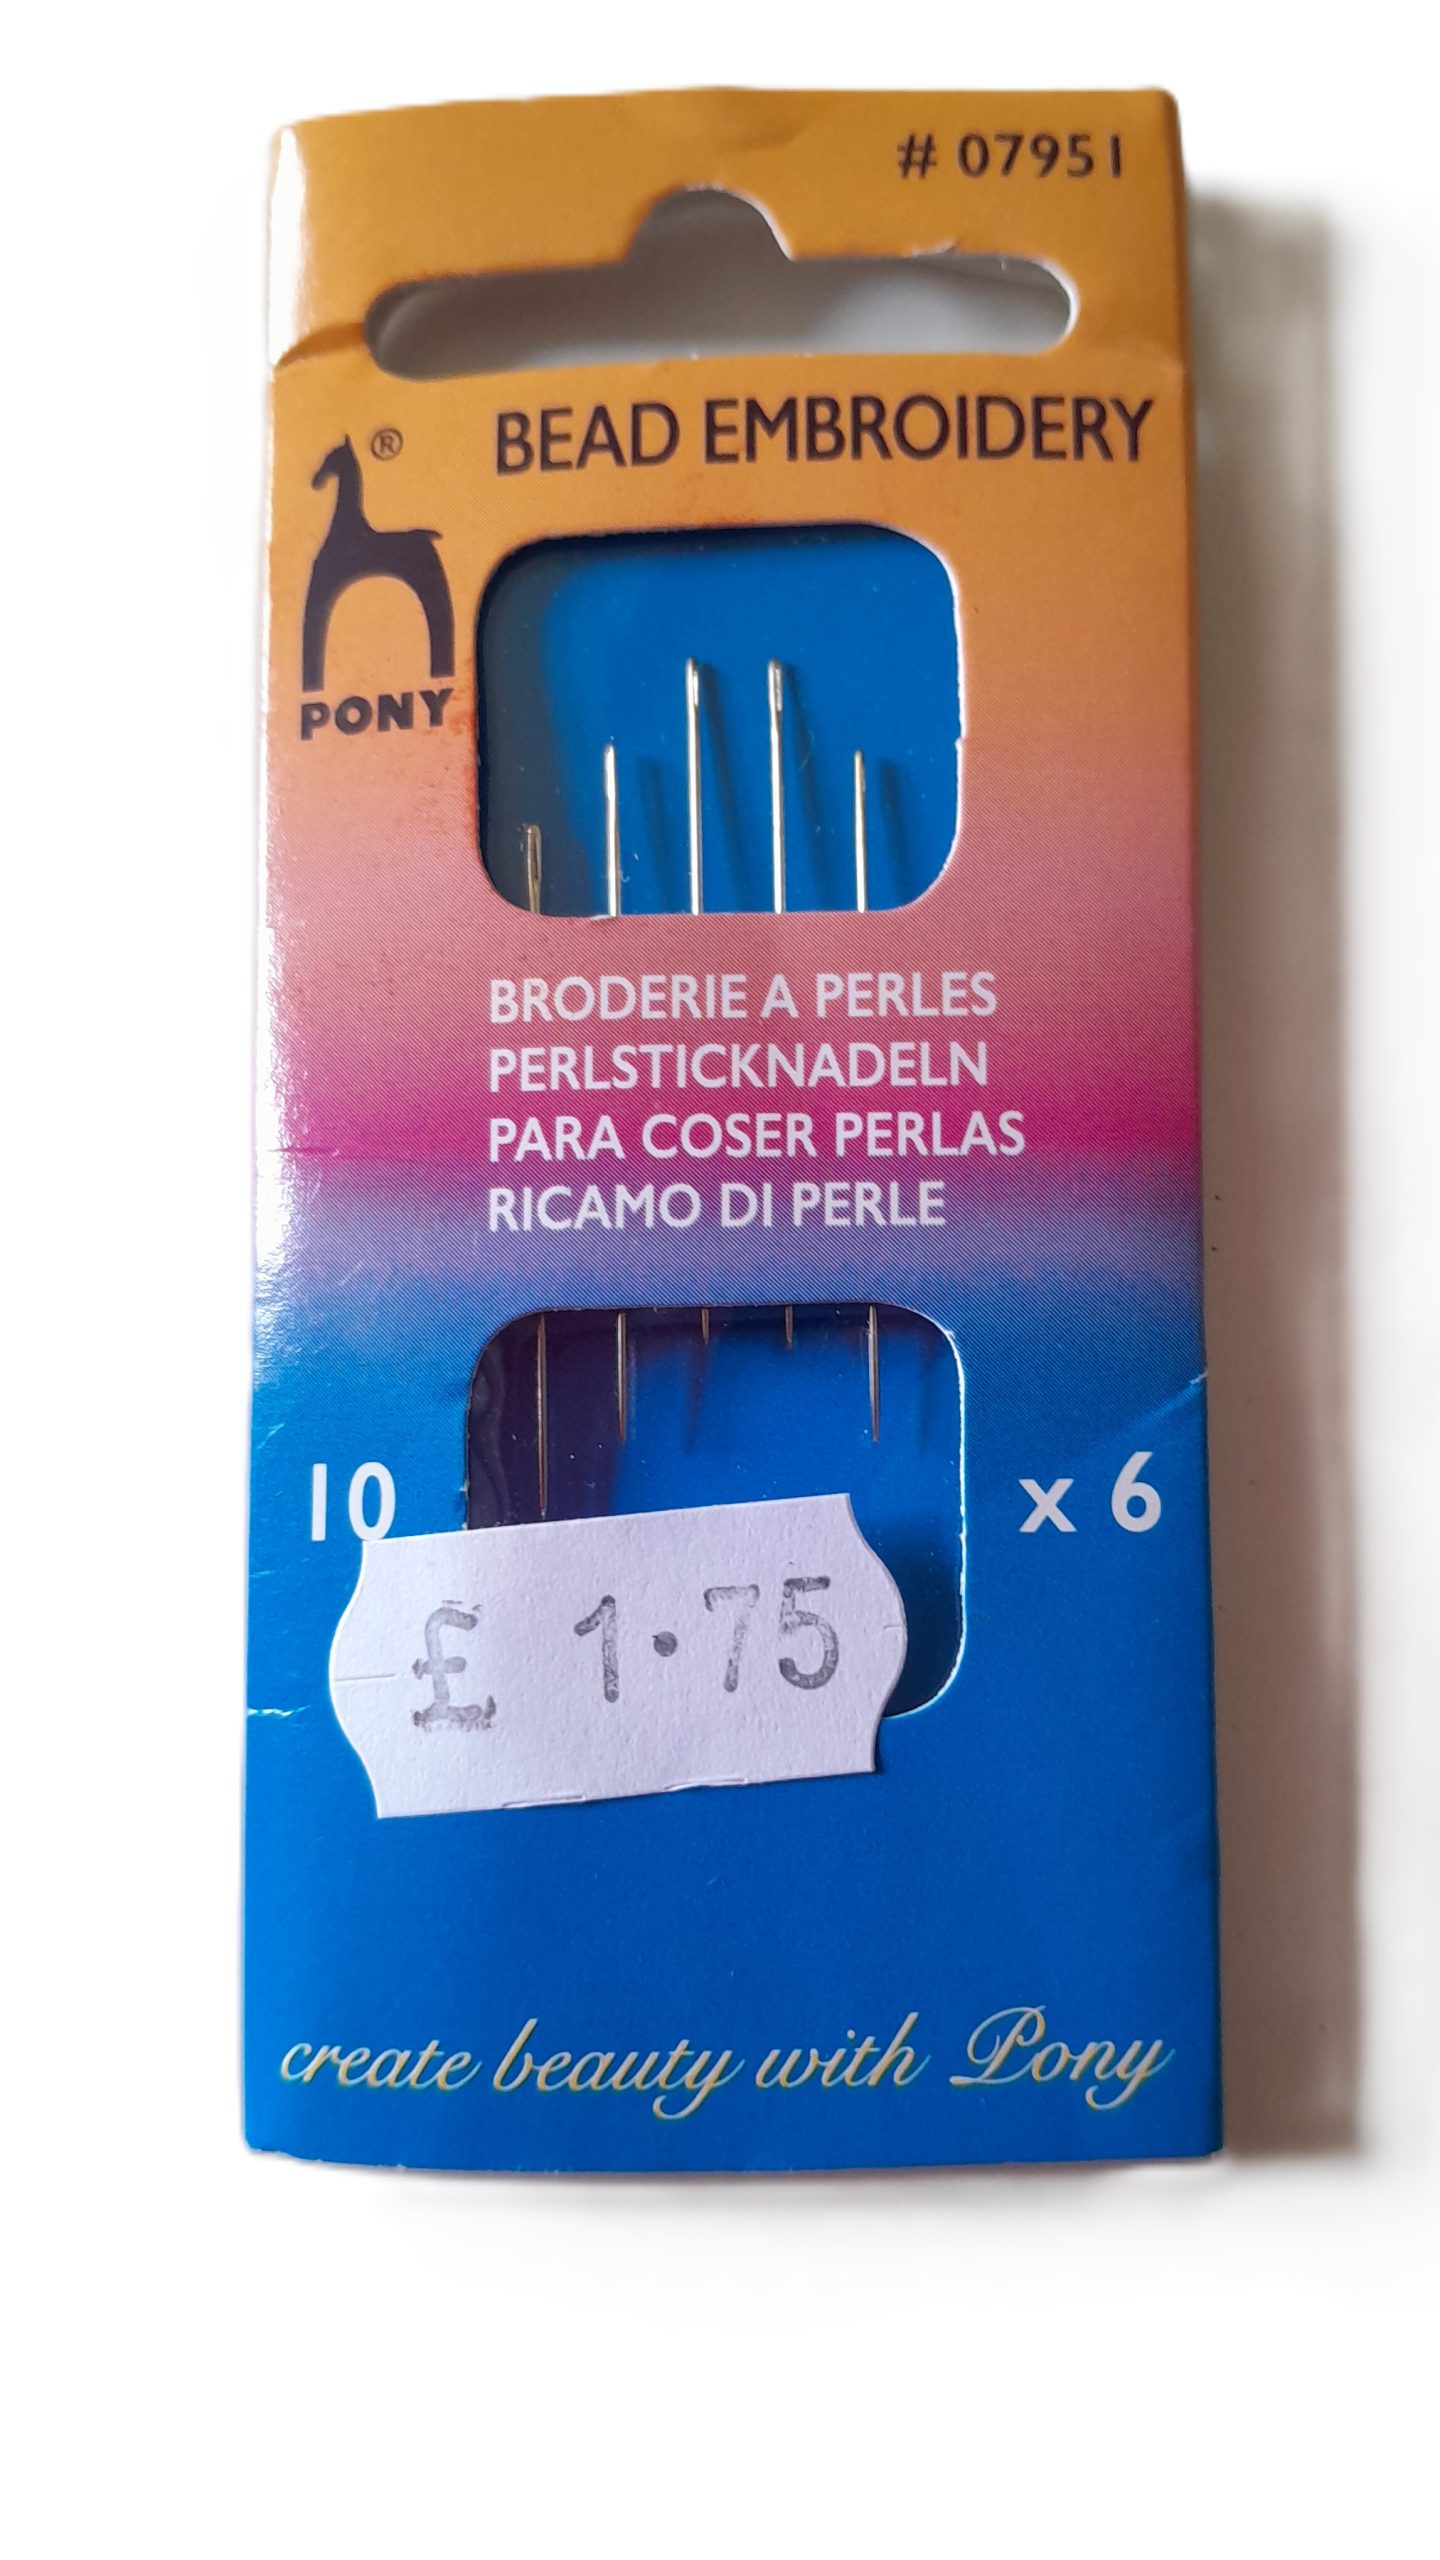 # 07951
BEAD EMBROIDERY
®
PONY
BRODERIE A PERLES
PERLSTICKNADELN
PARA COSER PERLAS
RICAMO DI PERLE
10 x 6
£ 1.75
create beauty with Pony